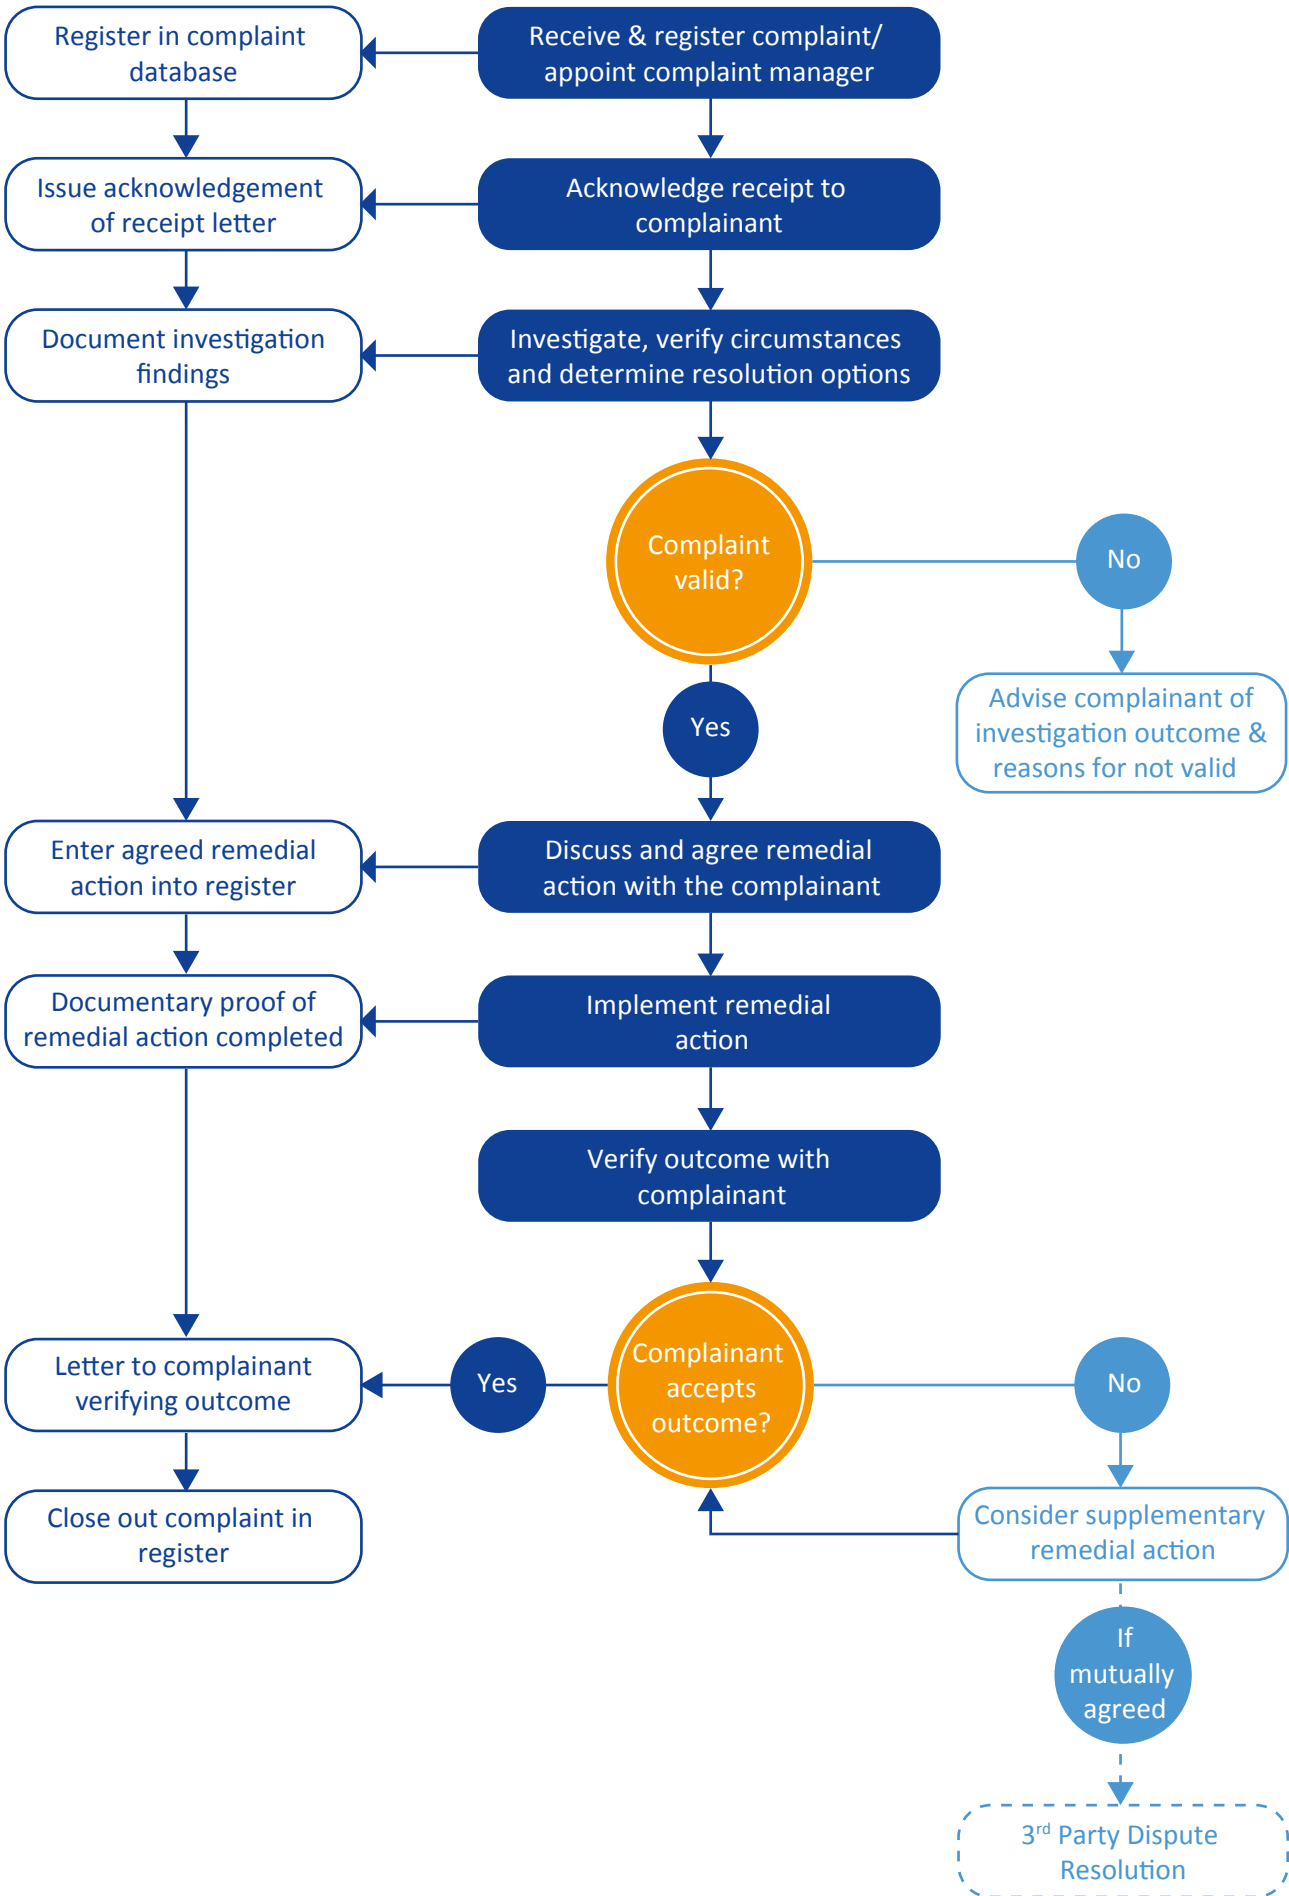 Register in complaint
database
Receive & register complaint/
appoint complaint manager
Issue acknowledgement
of receipt letter
Acknowledge receipt to
complainant
Document investigation
findings
Investigate, verify circumstances
and determine resolution options
Complaint
valid?
No
Yes
Advise complainant of
investigation outcome &
reasons for not valid
Enter agreed remedial
action into register
Discuss and agree remedial
action with the complainant
Documentary proof of
remedial action completed
Implement remedial
action
Verify outcome with
complainant
Letter to complainant
verifying outcome
Yes
Complainant
accepts
outcome?
No
Close out complaint in
register
Consider supplementary
remedial action
If
mutually
agreed
3rd Party Dispute
Resolution